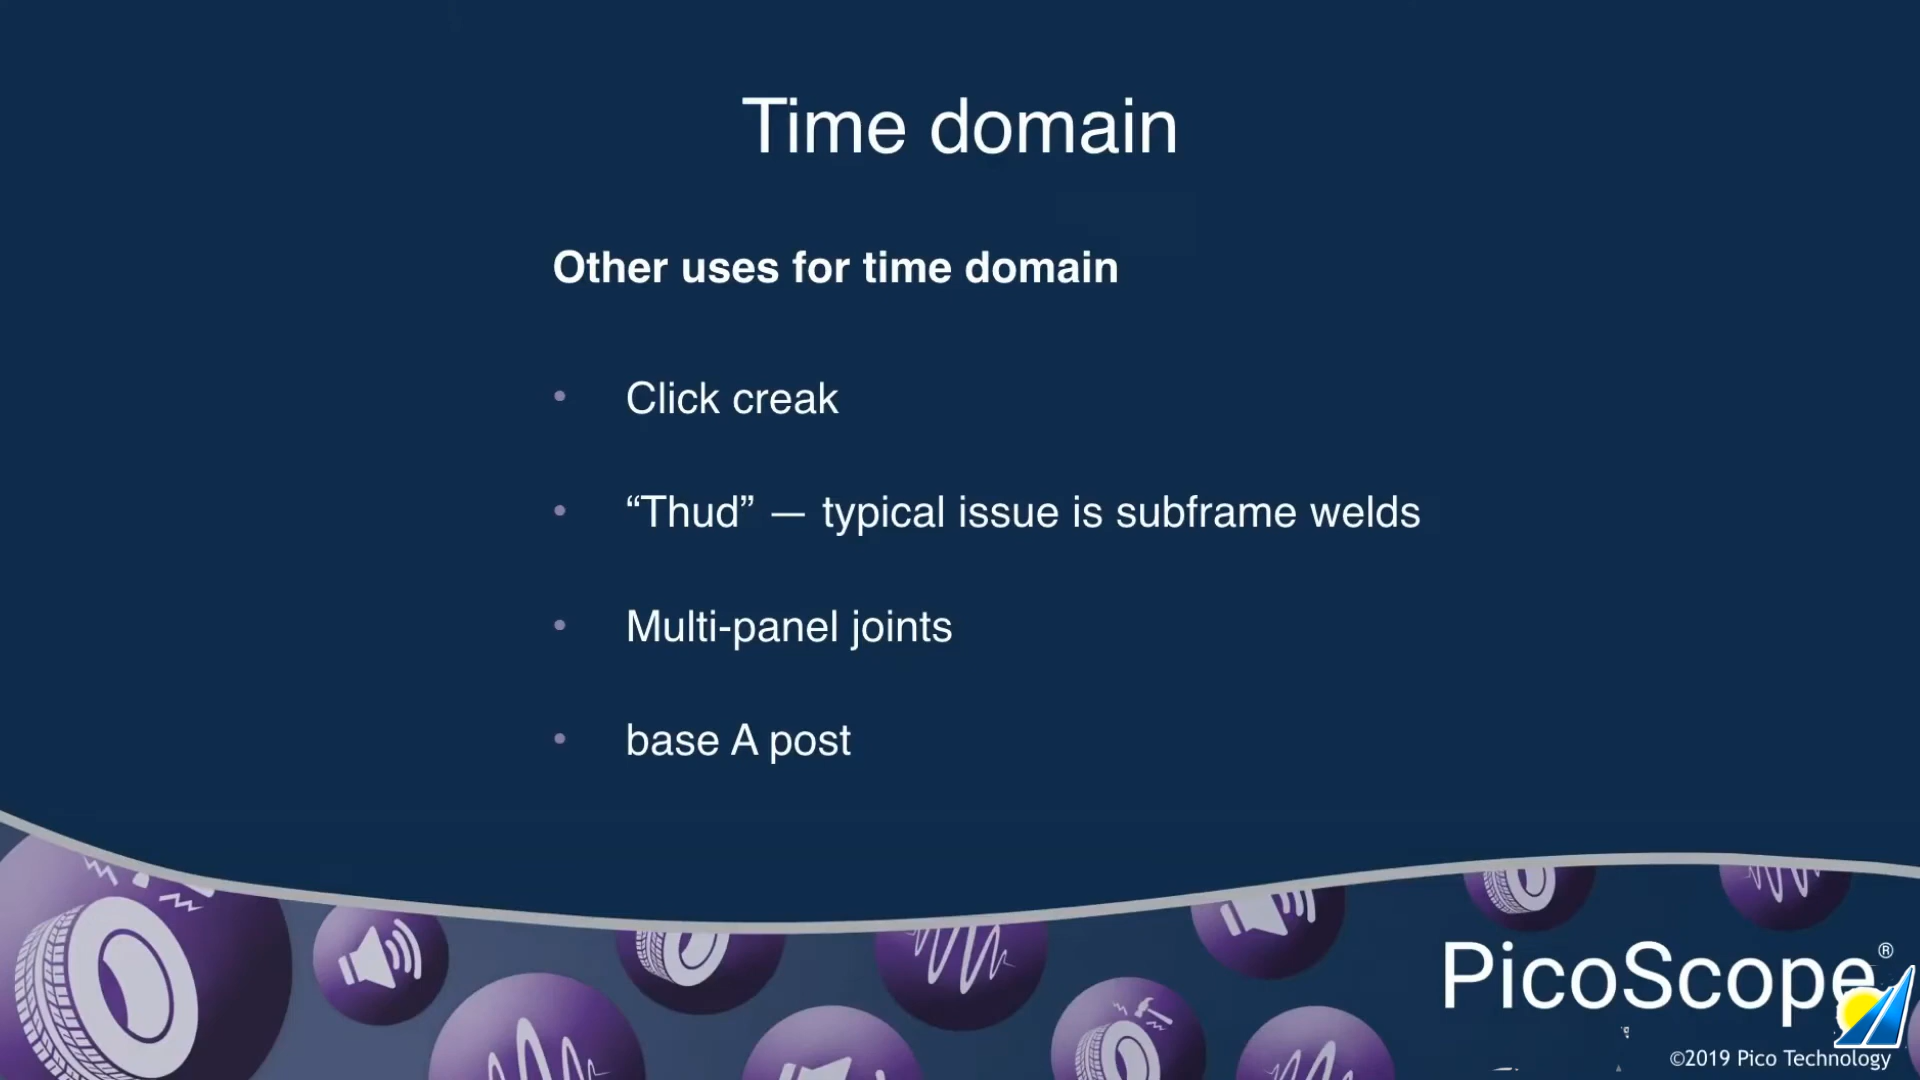 Time domain
Other uses for time domain
• Click creak
• “Thud” — typical issue is subframe welds
• Multi-panel joints
• base A post
PicoScope®
©2019 Pico Technology